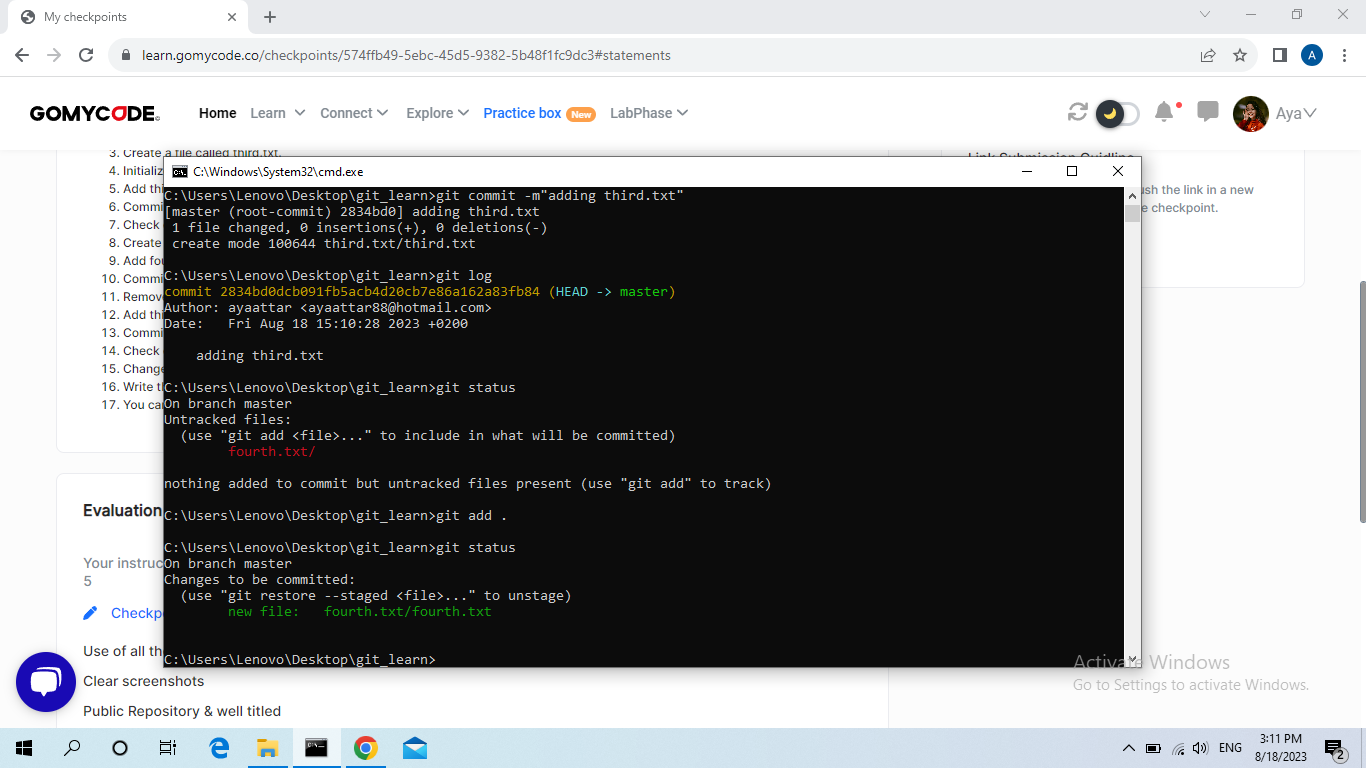 My checkpoints
learn.gomycode.co/checkpoints/574ffb49-5ebc-45d5-9382-5b48f1fc9dc3#statements
A
GOMYCODE
Home
Learn
Connect
Explore
Practice box
New
LabPhase
Aya
3. Create a file called third.txt.
4. Initializ
5. Add thi
6. Commi
7. Check
8. Create
9. Add fou
10. Commi
11. Remov
12. Add thi
13. Commi
14. Check
15. Change
16. Write t
17. You ca
Link Submission Guidline
ush the link in a new
e checkpoint.
C:\Windows\System32\cmd.exe
C:\Users\Lenovo\Desktop\git_learn>git commit -m"adding third.txt"
[master (root-commit) 2834bd0] adding third.txt
 1 file changed, 0 insertions(+), 0 deletions(-)
 create mode 100644 third.txt/third.txt
C:\Users\Lenovo\Desktop\git_learn>git log
commit 2834bd0dcb091fb5acb4d20cb7e86a162a83fb84 (HEAD -> master)
Author: ayaattar <ayaattar88@hotmail.com>
Date:   Fri Aug 18 15:10:28 2023 +0200
    adding third.txt
C:\Users\Lenovo\Desktop\git_learn>git status
On branch master
Untracked files:
  (use "git add <file>..." to include in what will be committed)
        fourth.txt/
nothing added to commit but untracked files present (use "git add" to track)
C:\Users\Lenovo\Desktop\git_learn>git add .
C:\Users\Lenovo\Desktop\git_learn>git status
On branch master
Changes to be committed:
  (use "git restore --staged <file>..." to unstage)
        new file:   fourth.txt/fourth.txt
C:\Users\Lenovo\Desktop\git_learn>
Evaluation
Your instruc
5
Checkp
Use of all th
Clear screenshots
Public Repository & well titled
Activate Windows
Go to Settings to activate Windows.
ENG
3:11 PM
8/18/2023
2